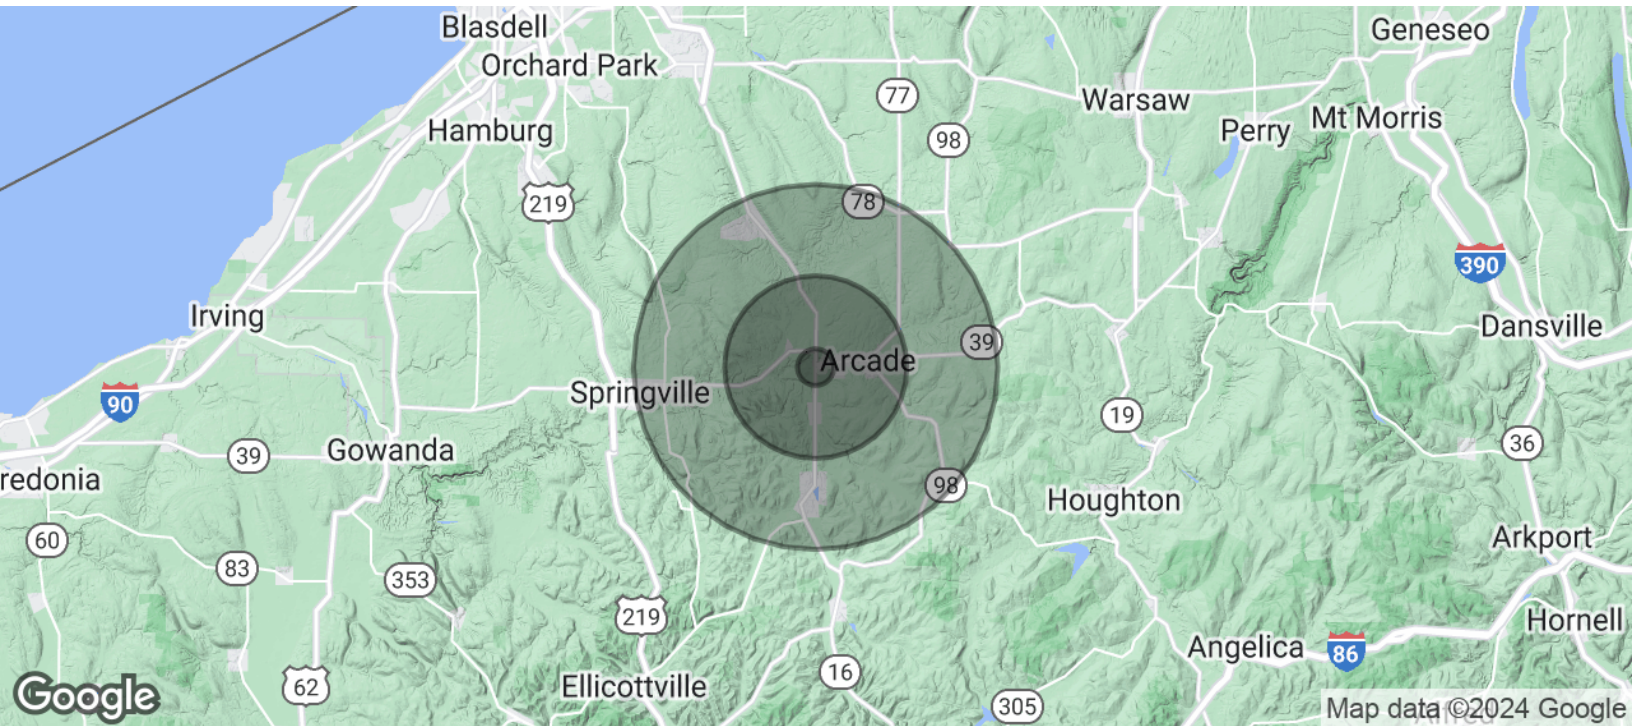 Blasdell
Geneseo
Orchard Park
77
Warsaw
Mt Morris
Hamburg
98
Perry
219
78
390
Irving
Dansville
39
Arcade
90
Springville
19
36
Gowanda
39
redonia
98
Houghton
60
Arkport
83
353
219
Hornell
Angelica
86
16
Ellicottville
62
Google
305
Map data ©2024 Google